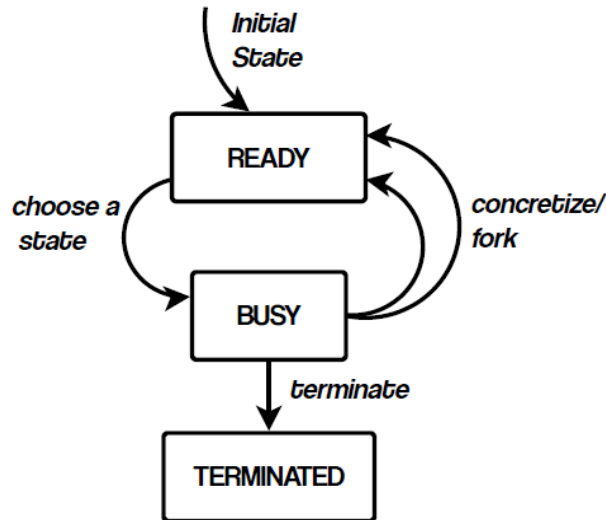 Initial
State
READY
choose a
state
concretize/
fork
BUSY
terminate
TERMINATED